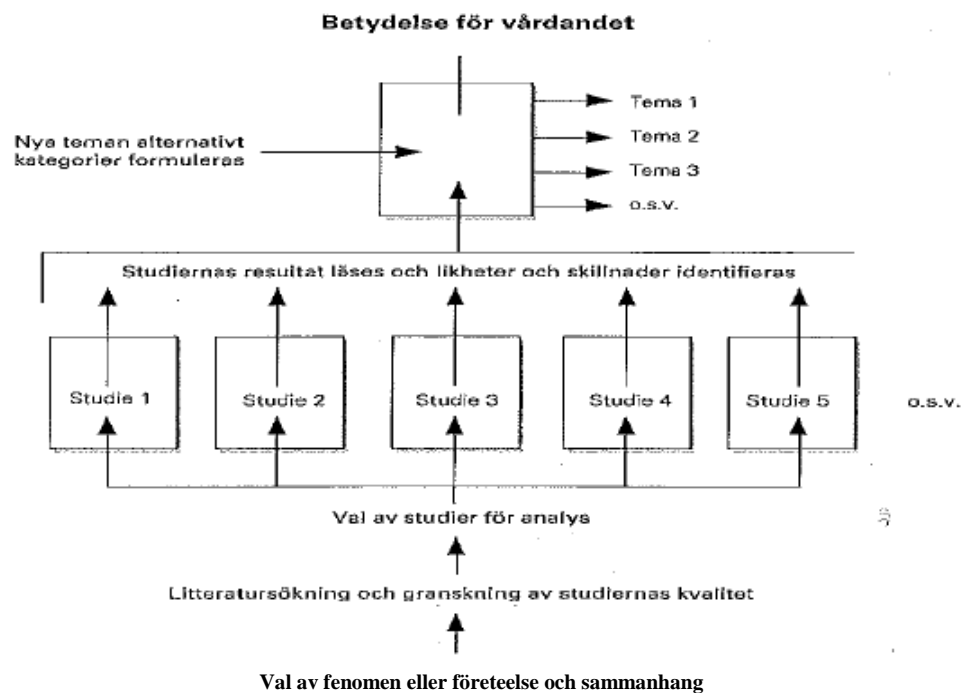 Betydelse för vårdandet
Tema 1
Tema 2
Tema 3
o.s.v.
Nya teman alternativt
kategorier formuleras
Studiernas resultat läses och likheter och skillnader identifieras
Studie 1
Studie 2
Studie 3
Studie 4
Studie 5
o.s.v.
Val av studier för analys
Litteratursökning och granskning av studiernas kvalitet
Val av fenomen eller företeelse och sammanhang